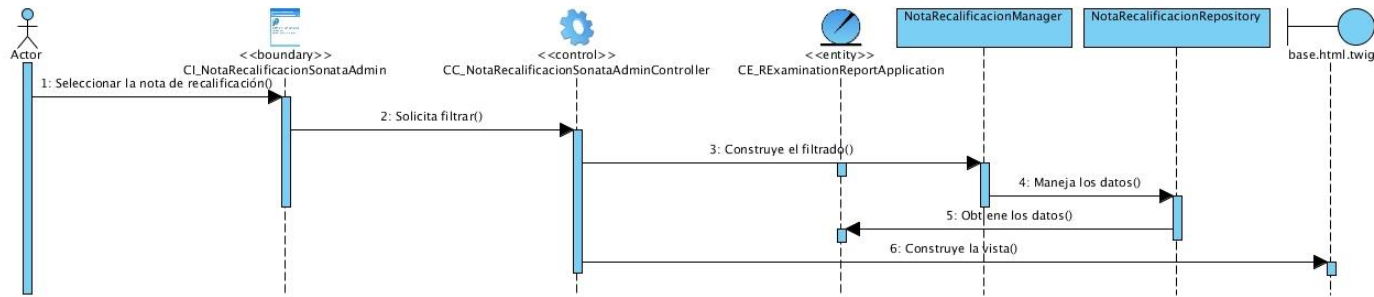 NotaRecalificacionManager
NotaRecalificacionRepository
Actor
<<boundary>>
CI_NotaRecalificacionSonataAdmin
<<control>>
CC_NotaRecalificacionSonataAdminController
<<entity>>
CE_RExaminationReportApplication
base.html.twig
1: Seleccionar la nota de recalificación()
2: Solicita filtrar()
3: Construye el filtrado()
4: Maneja los datos()
5: Obtiene los datos()
6: Construye la vista()